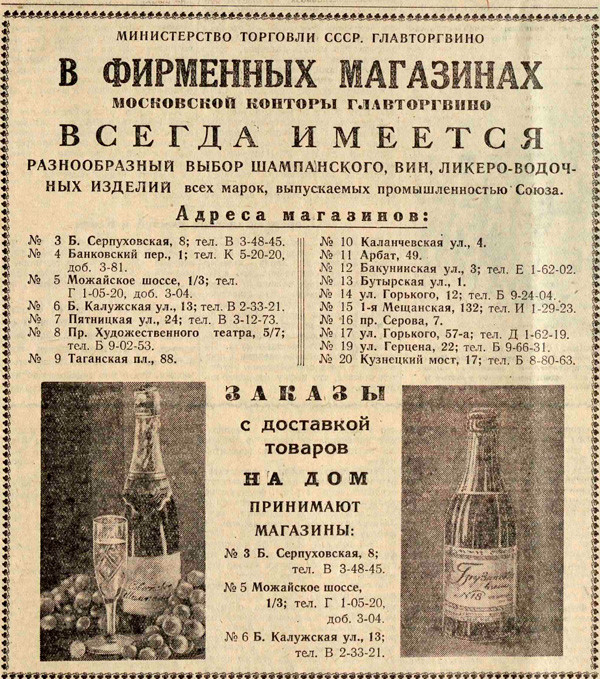 МИНИСТЕРСТВО ТОРГОВЛИ СССР. ГЛАВТОРГВИНО
В ФИРМЕННЫХ МАГАЗИНАХ
МОСКОВСКОЙ КОНТОРЫ ГЛАВТОРГВИНО
ВСЕГДА ИМЕЕТСЯ
РАЗНООБРАЗНЫЙ ВЫБОР ШАМПАНСКОГО, ВИН, ЛИКЕРО-ВОДОЧ-
НЫХ ИЗДЕЛИЙ всех марок, выпускаемых промышленностью Союза.
Адреса магазинов:
№ 3 Б. Серпуховская, 8; тел. В 3-48-45.
№ 4 Банковский пер., 1; тел. К 5-20-20,
доб. 3-81.
№ 5 Можайское шоссе, 1/3; тел.
Г 1-05-20, доб. 3-04.
№ 6 Б. Калужская ул., 13; тел. В 2-33-21.
№ 7 Пятницкая ул., 24; тел. В 3-12-73.
№ 8 Пр. Художественного театра, 5/7;
тел. Б 9-02-53.
№ 9 Таганская пл., 88.
№ 10 Каланчевская ул., 4.
№ 11 Арбат, 49.
№ 12 Бакунинская ул., 3; тел. Е 1-62-02.
№ 13 Бутырская ул., 1.
№ 14 ул. Горького, 12; тел. Б 9-24-04.
№ 15 1-я Мещанская, 132; тел. И 1-29-23.
№ 16 пр. Серова, 7.
№ 17 ул. Горького, 57-а; тел. Д 1-62-19.
№ 19 ул. Герцена, 22; тел. Б 9-66-31.
№ 20 Кузнецкий мост, 17; тел. Б 8-80-63.
ЗАКАЗЫ
с доставкой
товаров
НА ДОМ
ПРИНИМАЮТ
МАГАЗИНЫ:
№ 3 Б. Серпуховская, 8;
тел. В 3-48-45.
№ 5 Можайское шоссе,
1/3; тел. Г 1-05-20,
доб. 3-04.
№ 6 Б. Калужская ул., 13;
тел. В 2-33-21.
№18